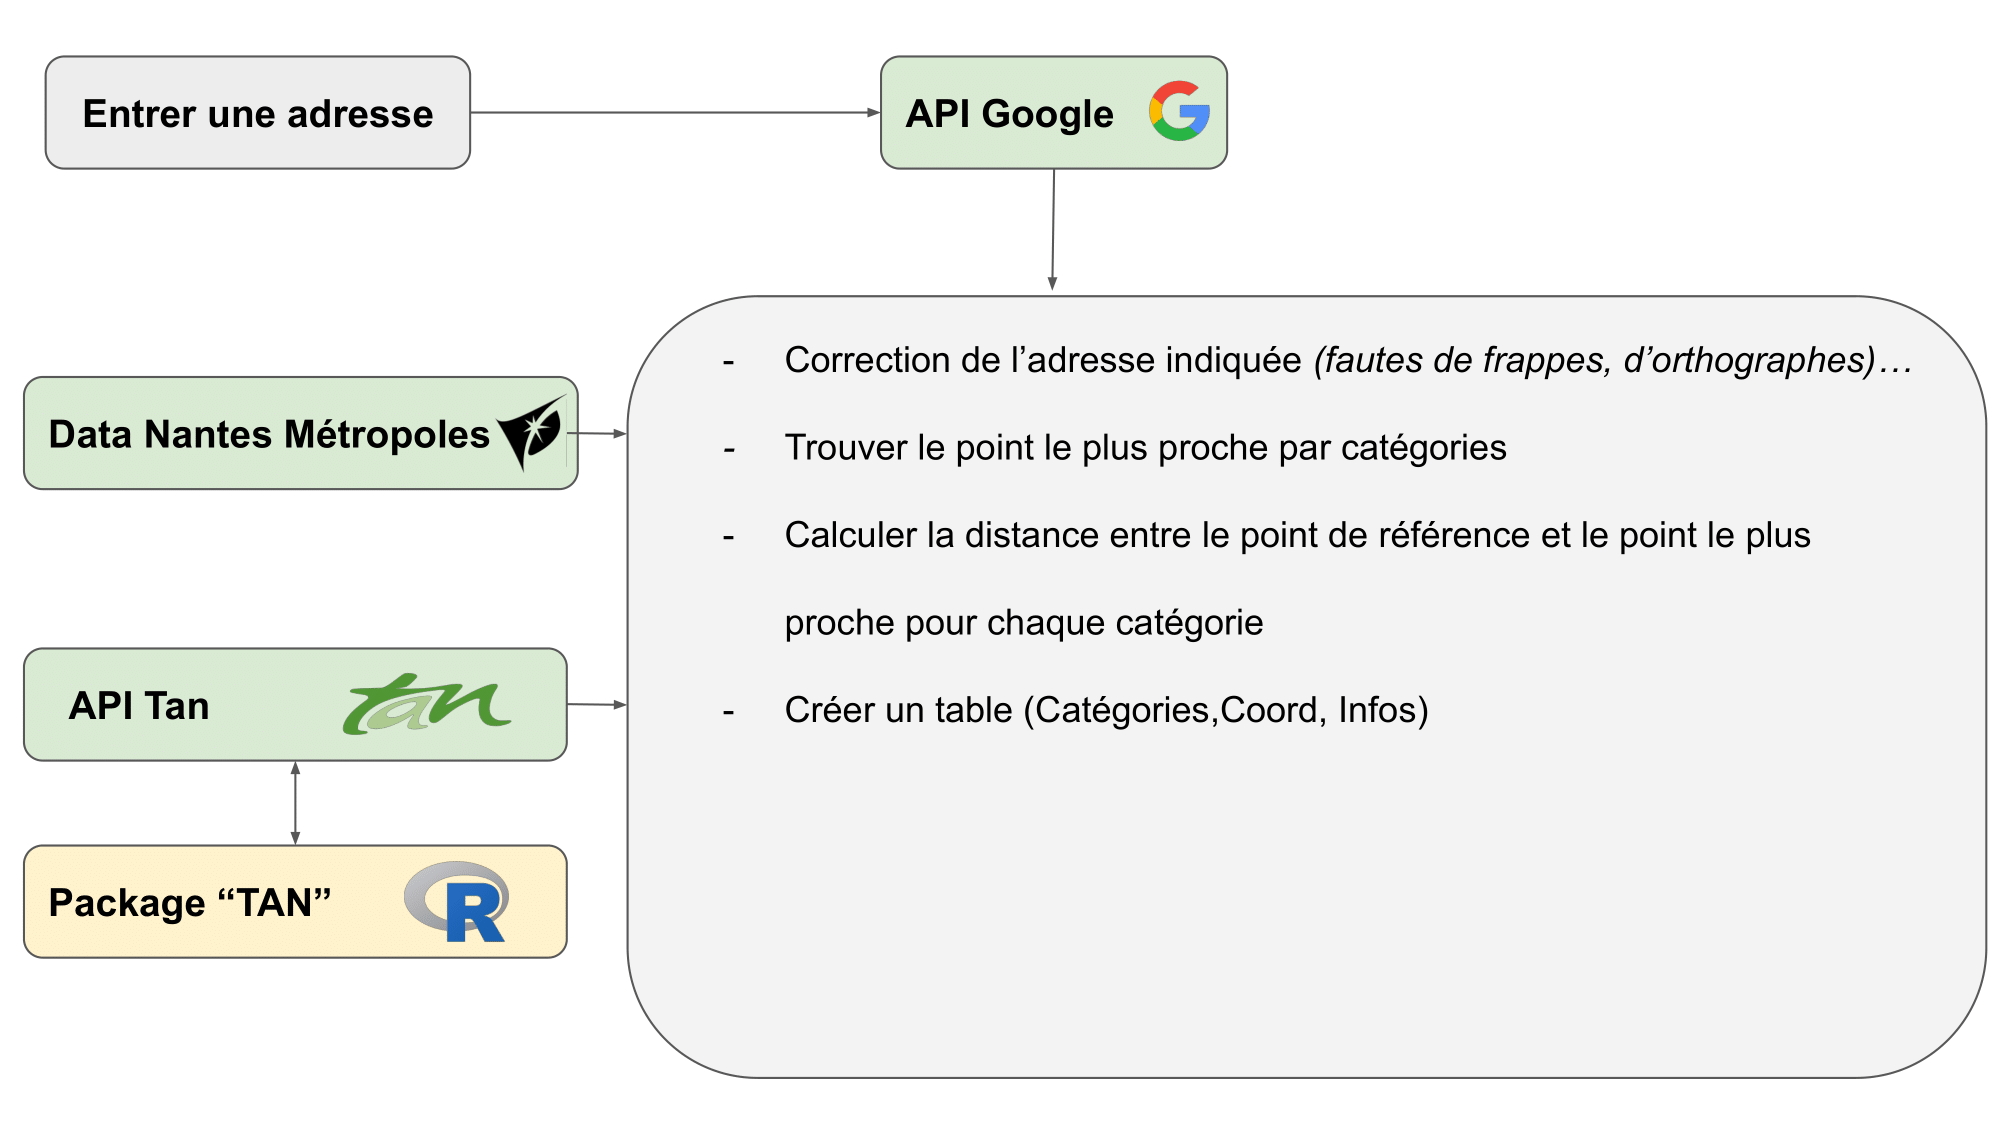 Entrer une adresse
API Google
- Correction de l’adresse indiquée (fautes de frappes, d’orthographes)…
Data Nantes Métropoles
- Trouver le point le plus proche par catégories
- Calculer la distance entre le point de référence et le point le plus
proche pour chaque catégorie
API Tan
tan
- Créer un table (Catégories,Coord, Infos)
Package “TAN”
R